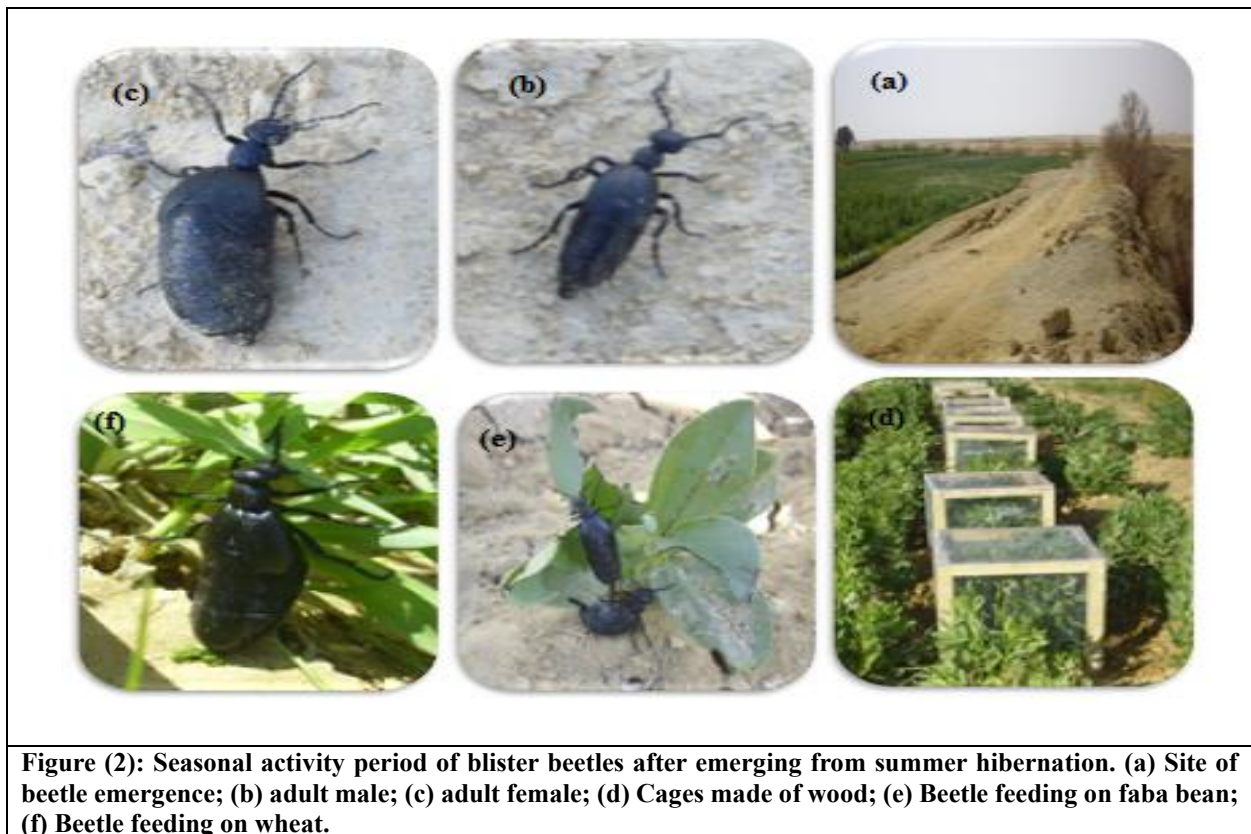 (c)
(b)
(a)
(f)
(e)
(d)
Figure (2): Seasonal activity period of blister beetles after emerging from summer hibernation. (a) Site of
beetle emergence; (b) adult male; (c) adult female; (d) Cages made of wood; (e) Beetle feeding on faba bean;
(f) Beetle feeding on wheat.